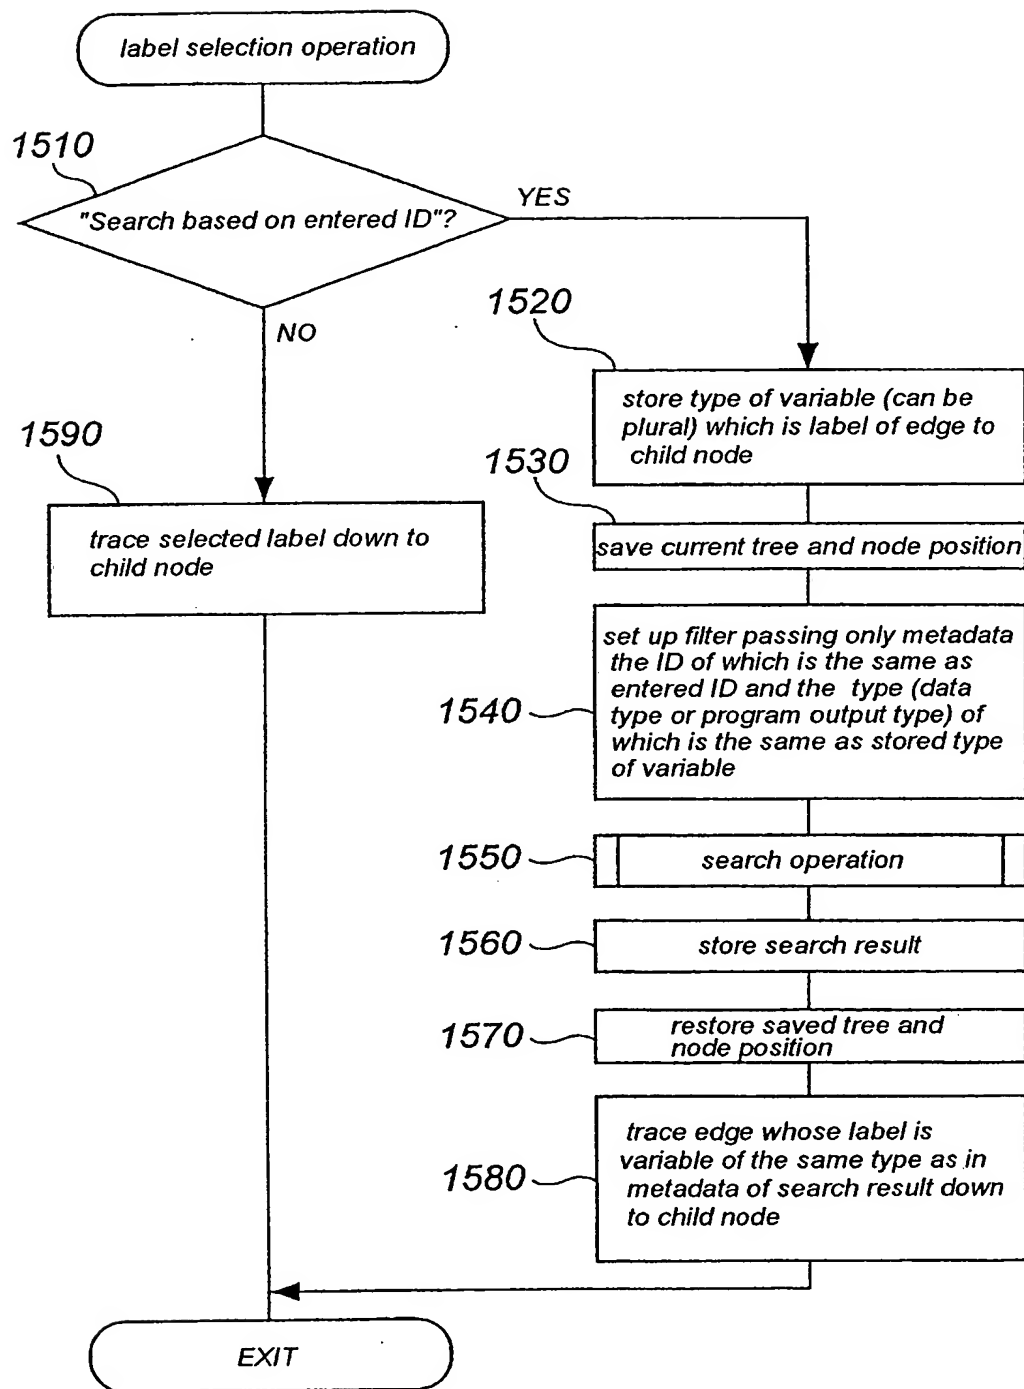 label selection operation
1510
"Search based on entered ID"?
YES
NO
1520
store type of variable (can be
plural) which is label of edge to
child node
1530
save current tree and node position
1590
trace selected label down to
child node
1540
set up filter passing only metadata
the ID of which is the same as
entered ID and the type (data
type or program output type) of
which is the same as stored type
of variable
1550
search operation
1560
store search result
1570
restore saved tree and
node position
1580
trace edge whose label is
variable of the same type as in
metadata of search result down
to child node
EXIT